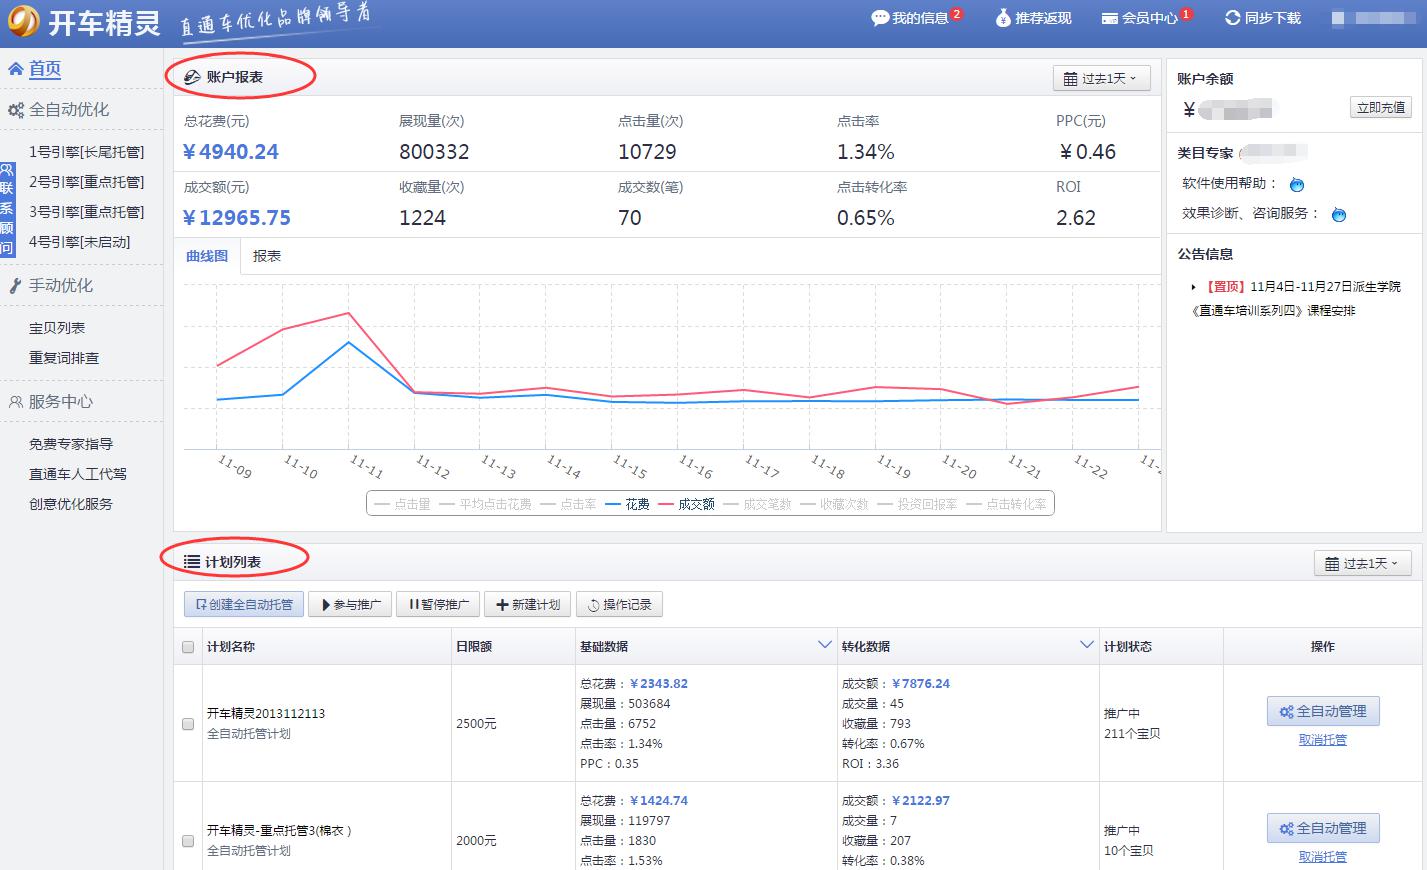 开车精灵
直通车优化品牌领导者
我的信息 2
推荐返现
会员中心 1
同步下载
首页
全自动优化
1号引擎[长尾托管]
2号引擎[重点托管]
3号引擎[重点托管]
4号引擎[未启动]
联系顾问
手动优化
宝贝列表
重复词排查
服务中心
免费专家指导
直通车人工代驾
创意优化服务
账户报表
过去1天
总花费(元) 展现量(次) 点击量(次) 点击率 PPC(元)
￥4940.24 800332 10729 1.34% ￥0.46
成交额(元) 收藏量(次) 成交数(笔) 点击转化率 ROI
￥12965.75 1224 70 0.65% 2.62
曲线图 报表
11-09 11-10 11-11 11-12 11-13 11-14 11-15 11-16 11-17 11-18 11-19 11-20 11-21 11-22
点击量 平均点击花费 点击率 花费 成交额 成交笔数 收藏次数 投资回报率 点击转化率
账户余额
￥
立即充值
类目专家
软件使用帮助：
效果诊断、咨询服务：
公告信息
【置顶】11月4日-11月27日派生学院
《直通车培训系列四》课程安排
计划列表
过去1天
创建全自动托管 参与推广 暂停推广 新建计划 操作记录
计划名称 日限额 基础数据 转化数据 计划状态 操作
开车精灵2013112113
全自动托管计划
2500元
总花费：￥2343.82
展现量：503684
点击量：6752
点击率：1.34%
PPC：0.35
成交额：￥7876.24
成交量：45
收藏量：793
转化率：0.67%
ROI：3.36
推广中
211个宝贝
全自动管理
取消托管
开车精灵-重点托管3(棉衣）
全自动托管计划
2000元
总花费：￥1424.74
展现量：119797
点击量：1830
点击率：1.53%
成交额：￥2122.97
成交量：7
收藏量：207
转化率：0.38%
推广中
10个宝贝
全自动管理
取消托管